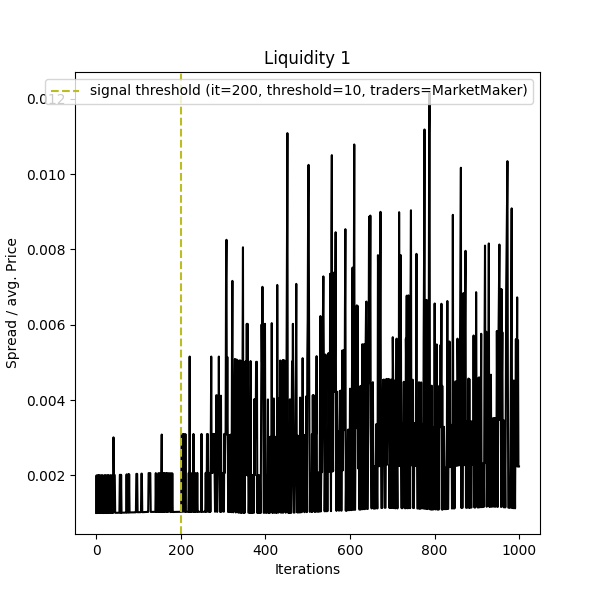 Liquidity 1
signal threshold (it=200, threshold=10, traders=MarketMaker)
0.012
0.010
0.008
0.006
0.004
0.002
Spread / avg. Price
0 200 400 600 800 1000
Iterations